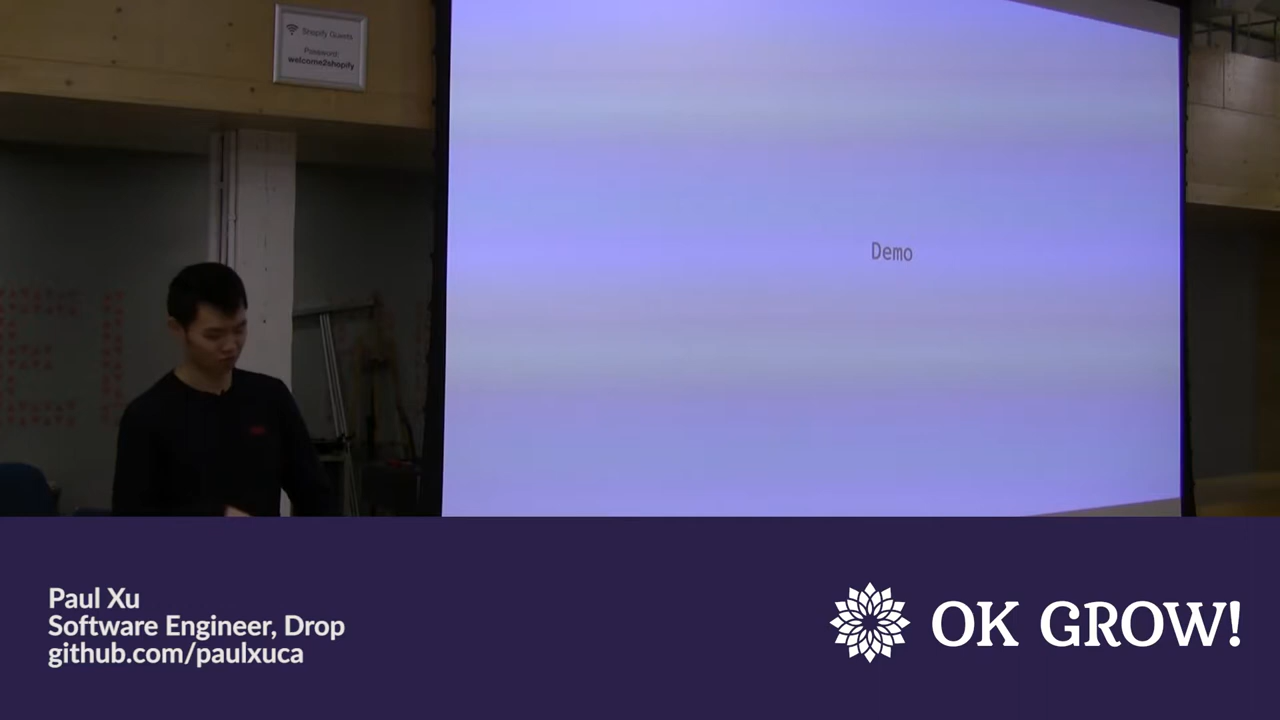 Shopify Guests
Password:
welcome2shopify
Demo
Paul Xu
Software Engineer, Drop
github.com/paulxuca
OK GROW!